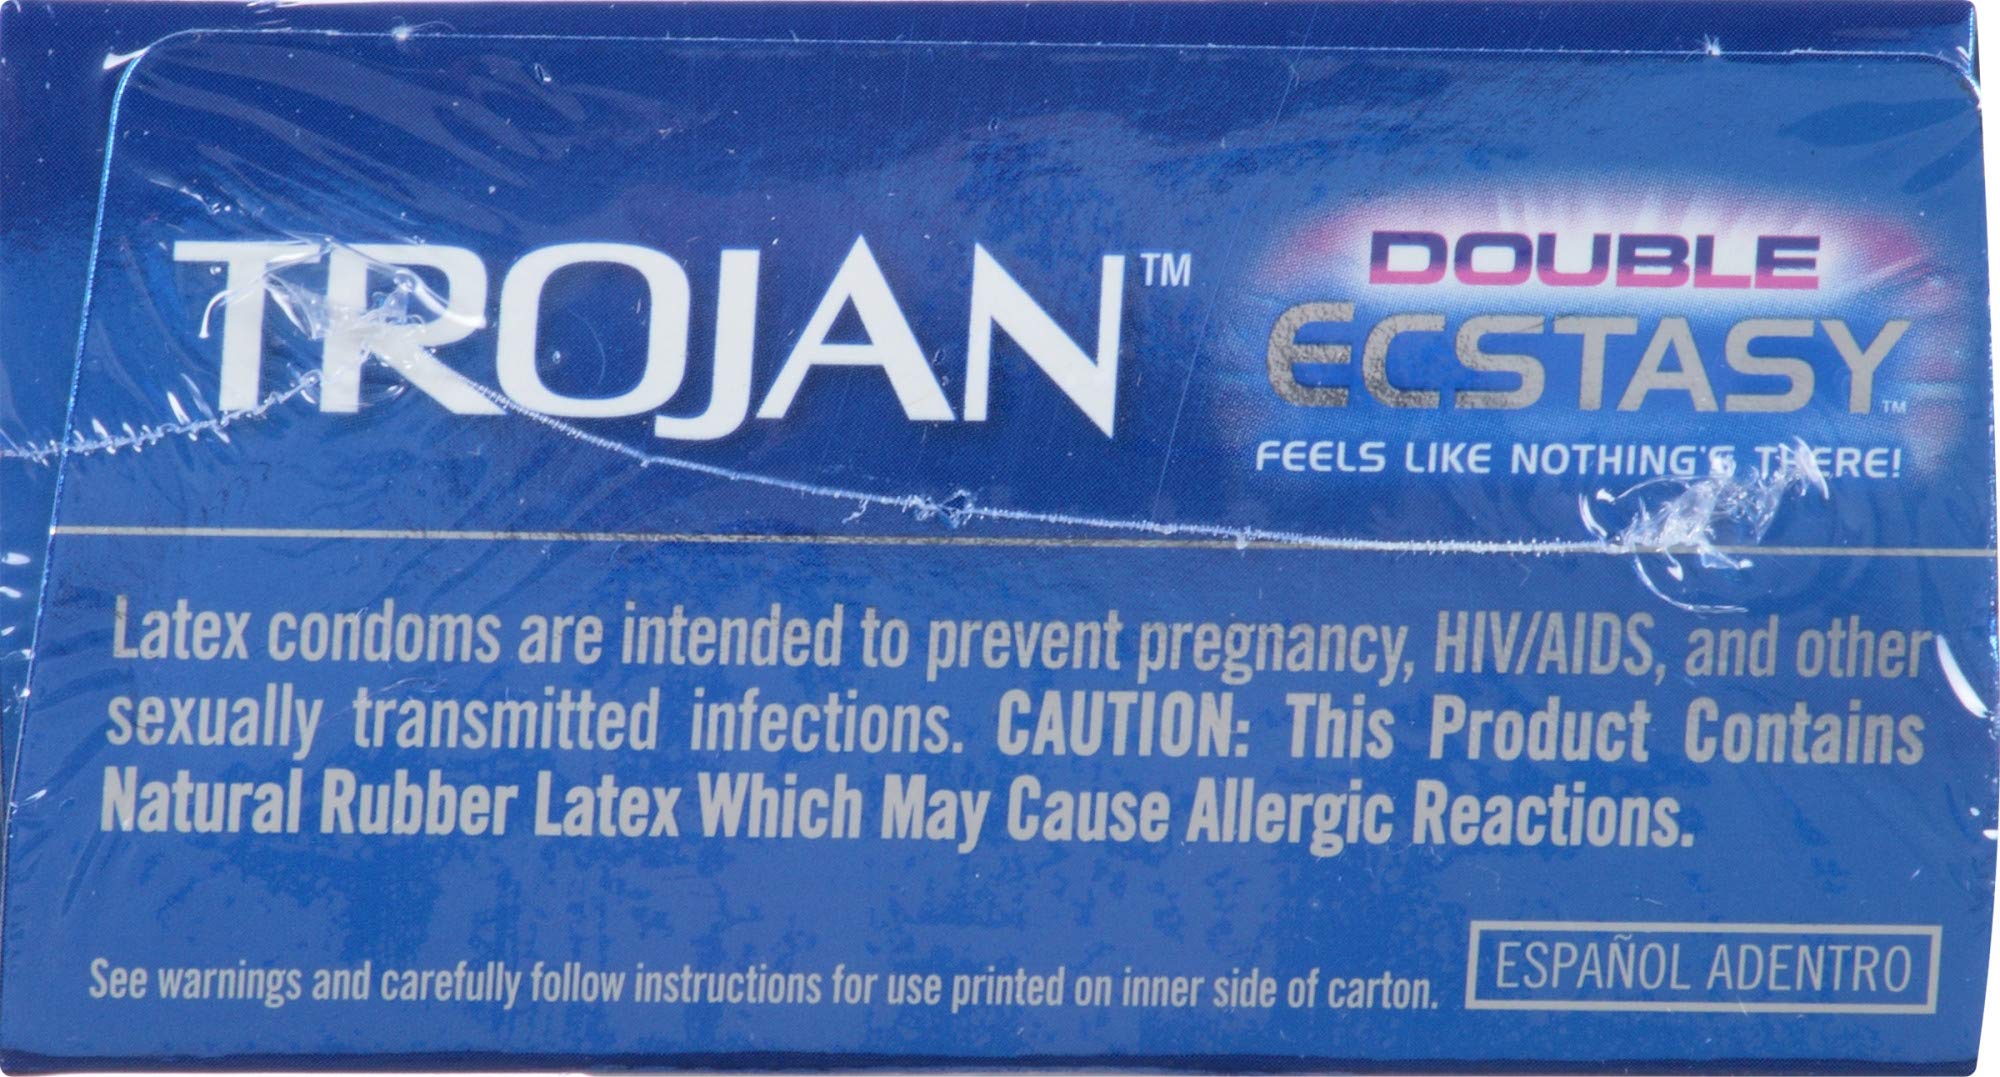 TROJAN™
DOUBLE
ECSTASY™
FEELS LIKE NOTHING'S THERE!
Latex condoms are intended to prevent pregnancy, HIV/AIDS, and other
sexually transmitted infections. CAUTION: This Product Contains
Natural Rubber Latex Which May Cause Allergic Reactions.
See warnings and carefully follow instructions for use printed on inner side of carton.
ESPAÑOL ADENTRO